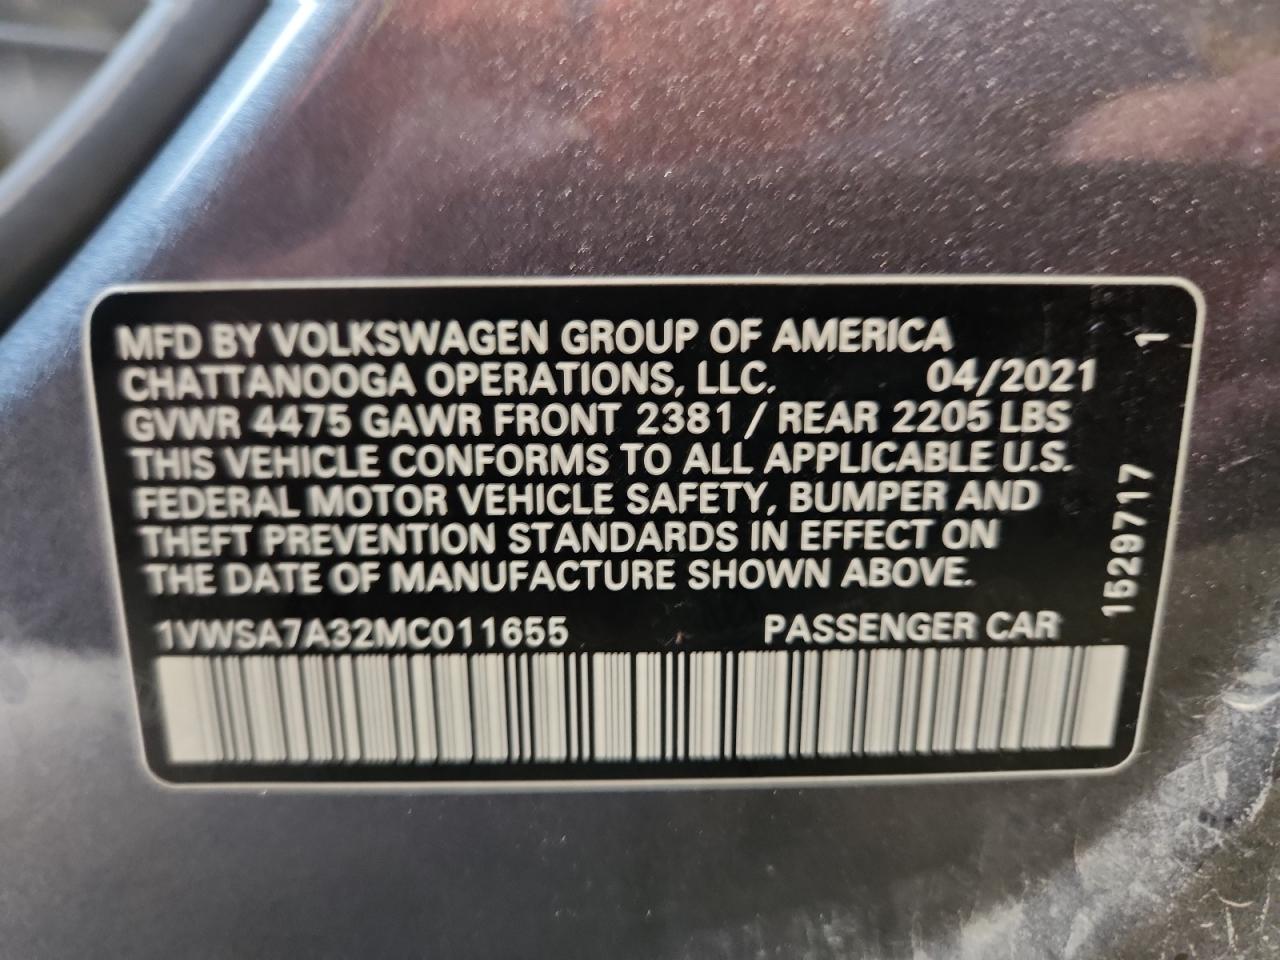 MFD BY VOLKSWAGEN GROUP OF AMERICA
CHATTANOOGA OPERATIONS, LLC. 04/2021
GVWR 4475 GAWR FRONT 2381 / REAR 2205 LBS
THIS VEHICLE CONFORMS TO ALL APPLICABLE U.S.
FEDERAL MOTOR VEHICLE SAFETY, BUMPER AND
THEFT PREVENTION STANDARDS IN EFFECT ON
THE DATE OF MANUFACTURE SHOWN ABOVE.
1VWSA7A32MC011655 PASSENGER CAR
1529717 1